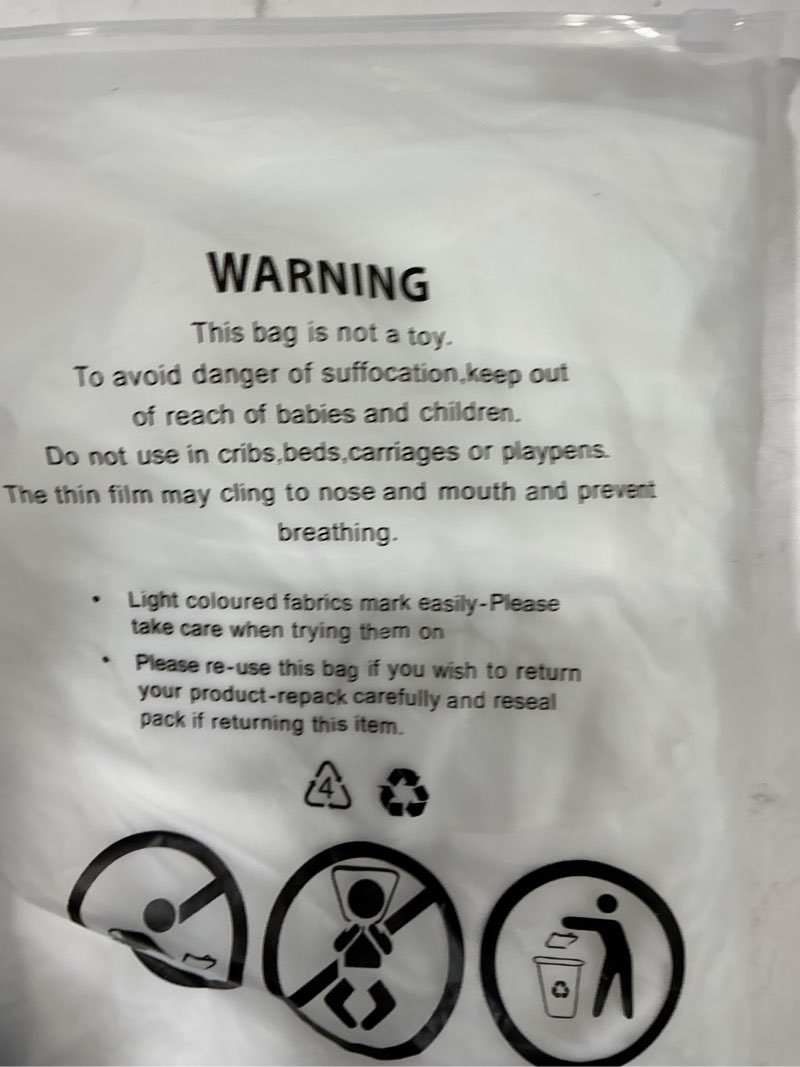 WARNING
This bag is not a toy.
To avoid danger of suffocation,keep out
of reach of babies and children.
Do not use in cribs,beds,carriages or playpens.
The thin film may cling to nose and mouth and prevent
breathing.
• Light coloured fabrics mark easily-Please
take care when trying them on
• Please re-use this bag if you wish to return
your product-repack carefully and reseal
pack if returning this item.
4